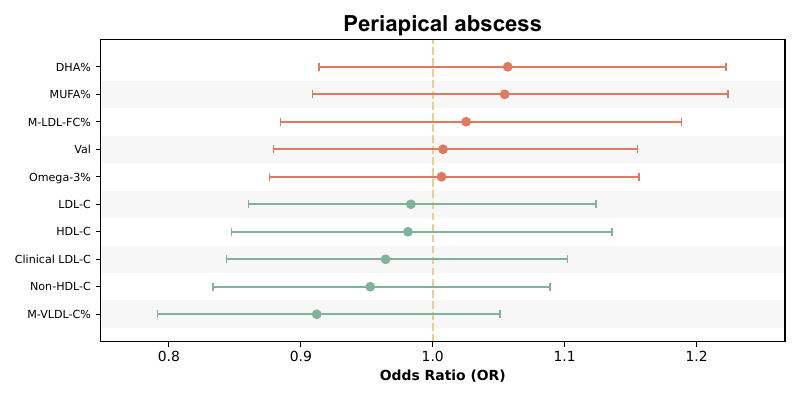 Periapical abscess
DHA%
MUFA%
M-LDL-FC%
Val
Omega-3%
LDL-C
HDL-C
Clinical LDL-C
Non-HDL-C
M-VLDL-C%
0.8 0.9 1.0 1.1 1.2
Odds Ratio (OR)